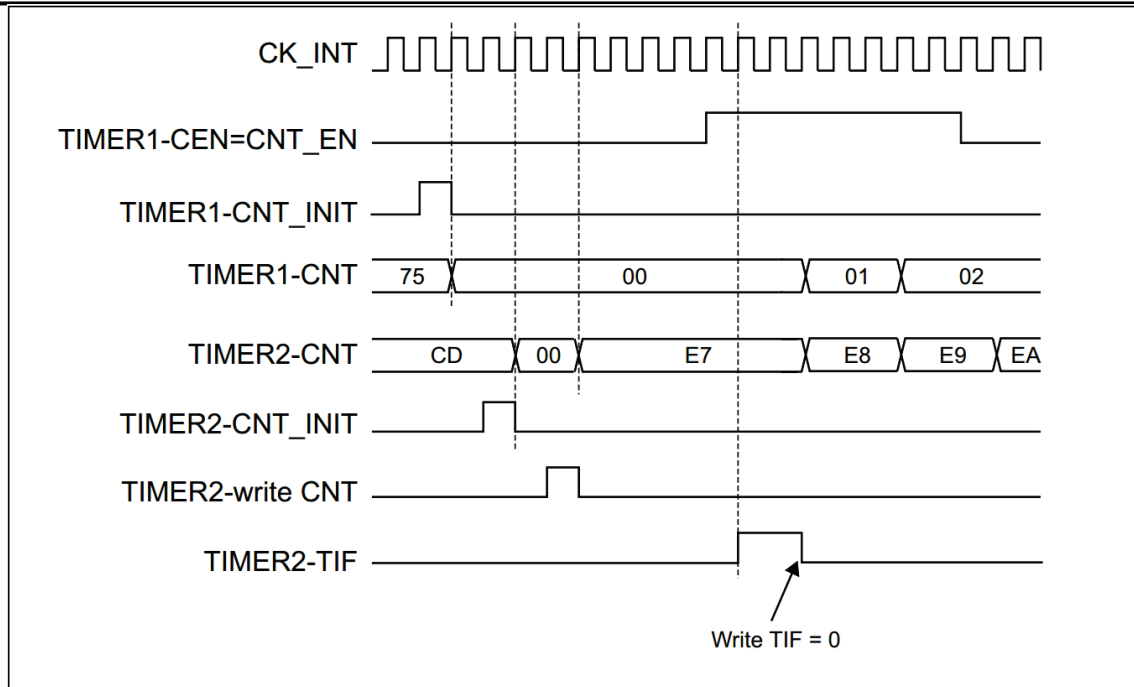 CK_INT
TIMER1-CEN=CNT_EN
TIMER1-CNT_INIT
TIMER1-CNT 75 00 01 02
TIMER2-CNT CD 00 E7 E8 E9 EA
TIMER2-CNT_INIT
TIMER2-write CNT
TIMER2-TIF
Write TIF = 0